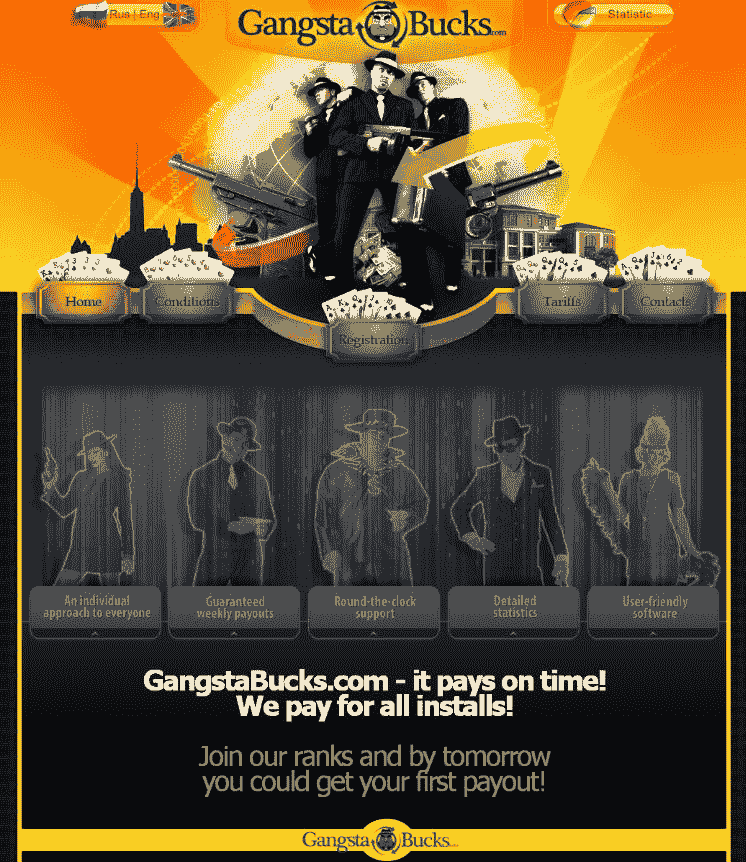 Rus | Eng
GangstaBucks.com
Statistic
Home
Conditions
Registration
Tariffs
Contacts
An individual
approach to everyone
Guaranteed
weekly payouts
Round-the-clock
support
Detailed
statistics
User-friendly
software
GangstaBucks.com - it pays on time!
We pay for all installs!
Join our ranks and by tomorrow
you could get your first payout!
GangstaBucks.com